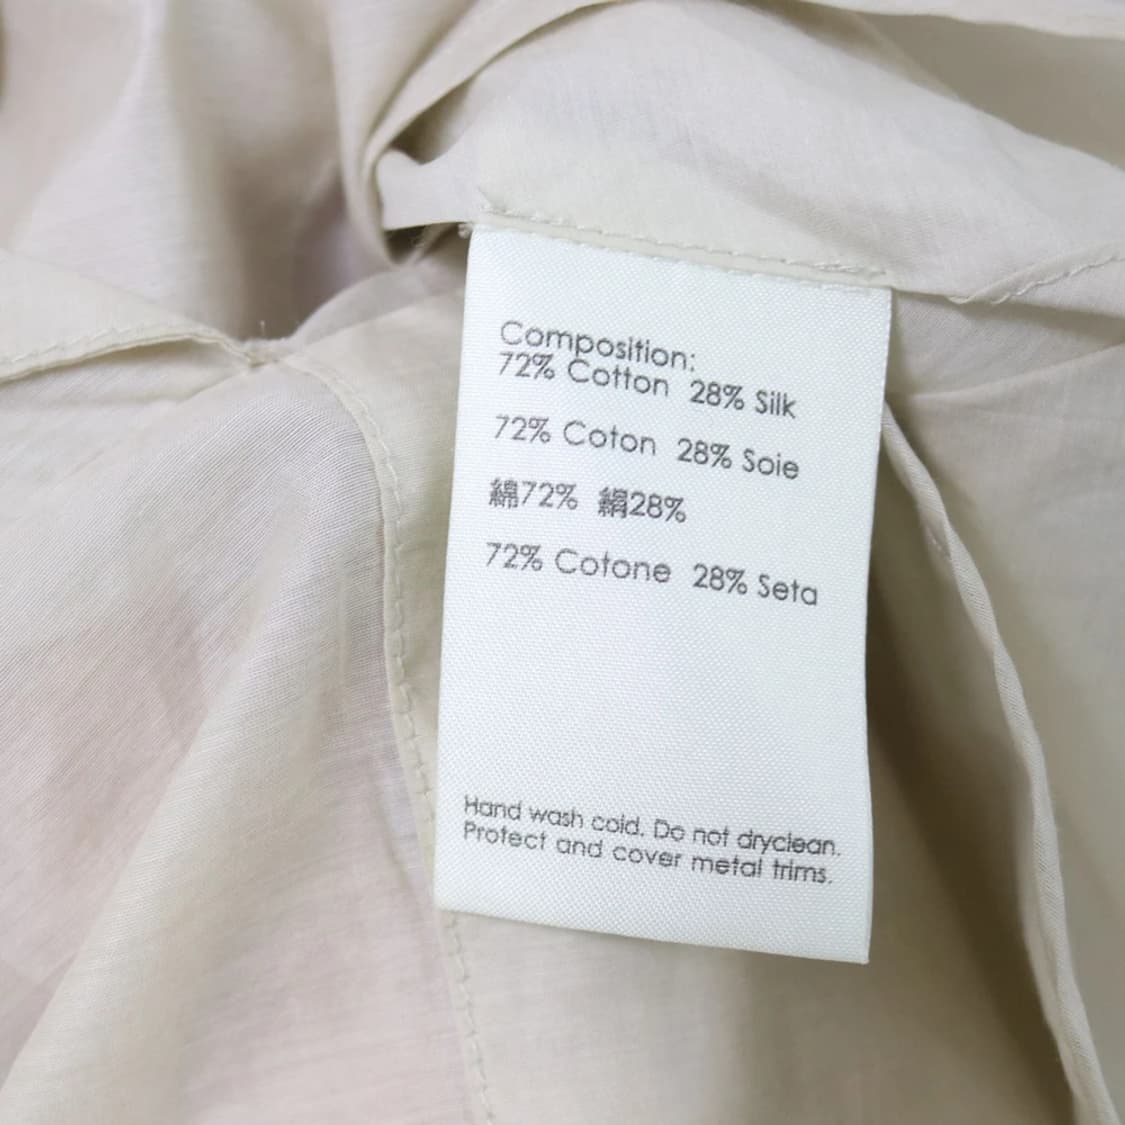 Composition:
72% Cotton 28% Silk
72% Coton 28% Soie
綿72% 絹28%
72% Cotone 28% Seta
Hand wash cold. Do not dryclean.
Protect and cover metal trims.